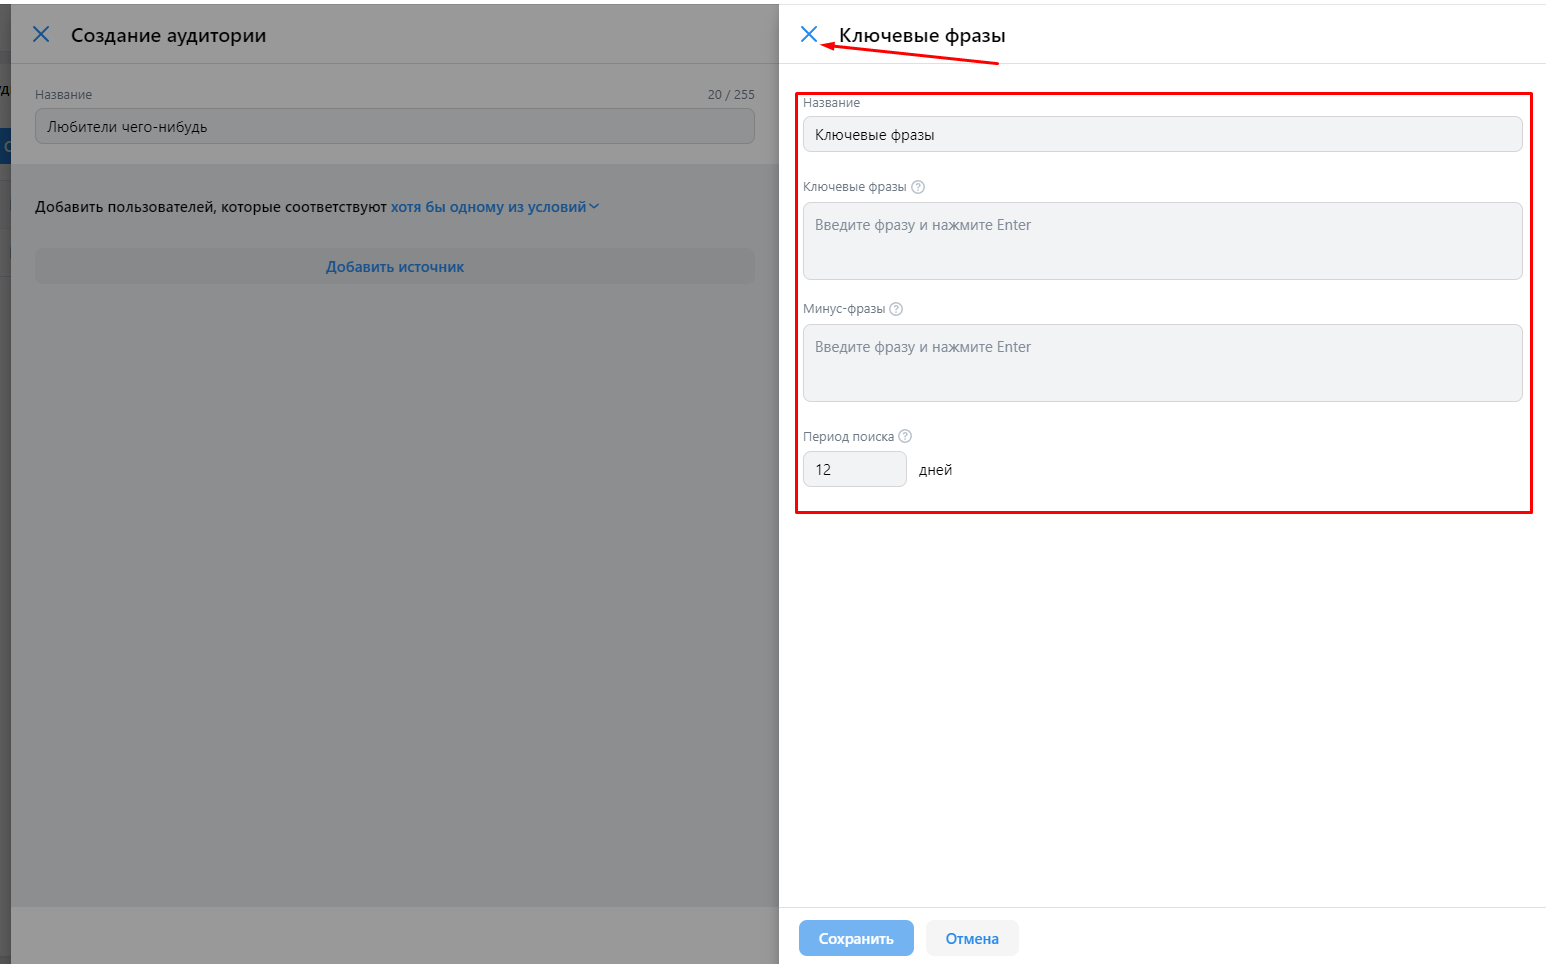 Создание аудитории
Название
20 / 255
Любители чего-нибудь
Добавить пользователей, которые соответствуют хотя бы одному из условий
Добавить источник
Ключевые фразы
Название
Ключевые фразы
Ключевые фразы ?
Введите фразу и нажмите Enter
Минус-фразы ?
Введите фразу и нажмите Enter
Период поиска ?
12 дней
Сохранить
Отмена